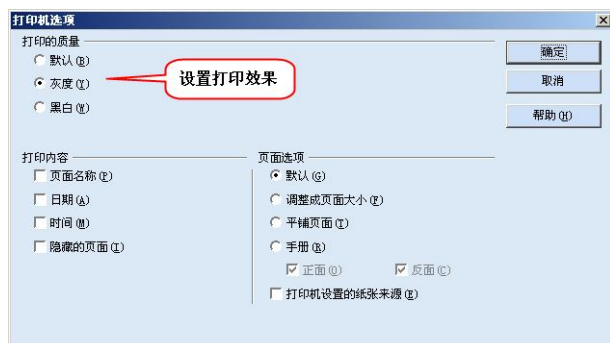 打印机选项
打印的质量
默认(B)
灰度(Y)
黑白(W)
设置打印效果
确定
取消
帮助(H)
打印内容
页面名称(P)
日期(A)
时间(M)
隐藏的页面(I)
页面选项
默认(G)
调整成页面大小(F)
平铺页面(T)
手册(R)
正面(O)
反面(C)
打印机设置的纸张来源(E)